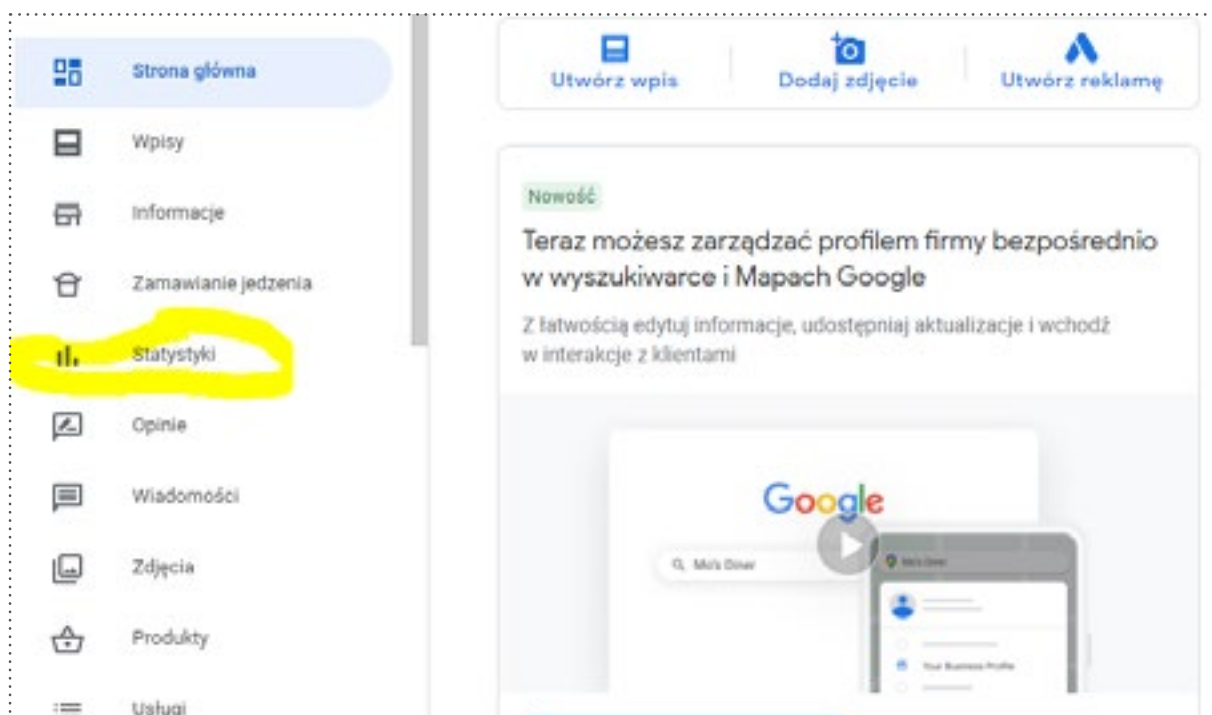 Strona główna
Wpisy
Informacje
Zamawianie jedzenia
Statystyki
Opinie
Wiadomości
Zdjęcia
Produkty
Usługi
Utwórz wpis
Dodaj zdjęcie
Utwórz reklamę
Nowość
Teraz możesz zarządzać profilem firmy bezpośrednio
w wyszukiwarce i Mapach Google
Z łatwością edytuj informacje, udostępniaj aktualizacje i wchodź
w interakcje z klientami
Google
Mo's Diner
Mo's Diner
Your Business Profile